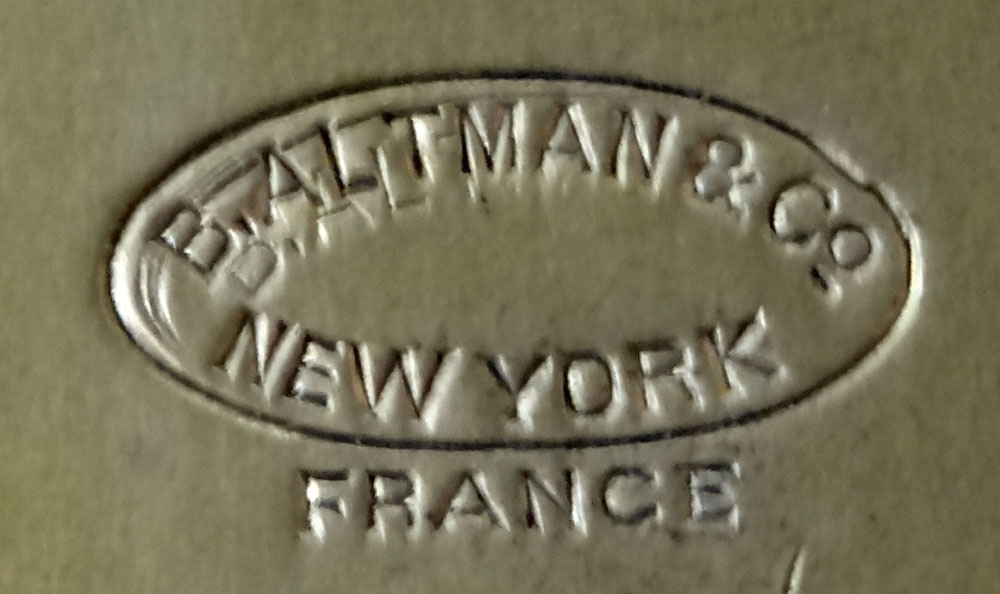 B. ALTMAN & Co.
NEW YORK
FRANCE